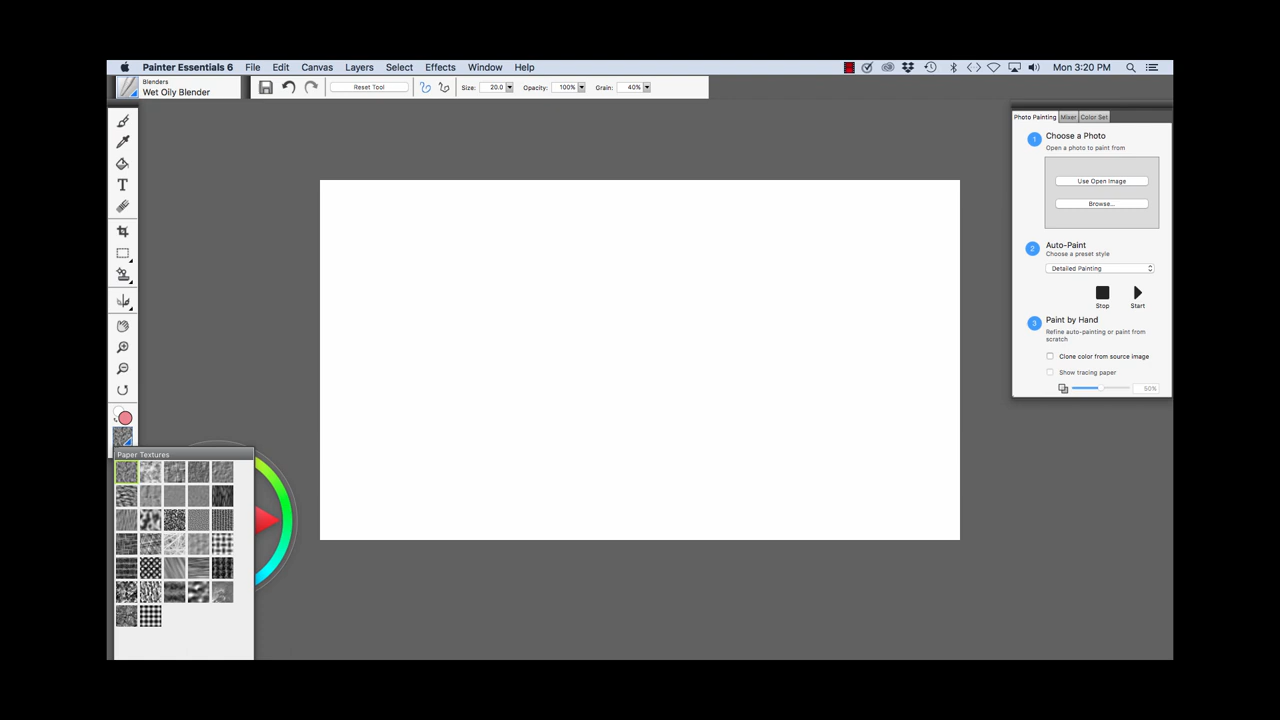 Painter Essentials 6 File Edit Canvas Layers Select Effects Window Help Mon 3:20 PM
Blenders
Wet Oily Blender
Reset Tool Size: 20.0 Opacity: 100% Grain: 40%
Photo Painting Mixer Color Set
1 Choose a Photo
Open a photo to paint from
Use Open Image
Browse...
2 Auto-Paint
Choose a preset style
Detailed Painting
Stop Start
3 Paint by Hand
Refine auto-painting or paint from
scratch
Clone color from source image
Show tracing paper
50%
T
Paper Textures